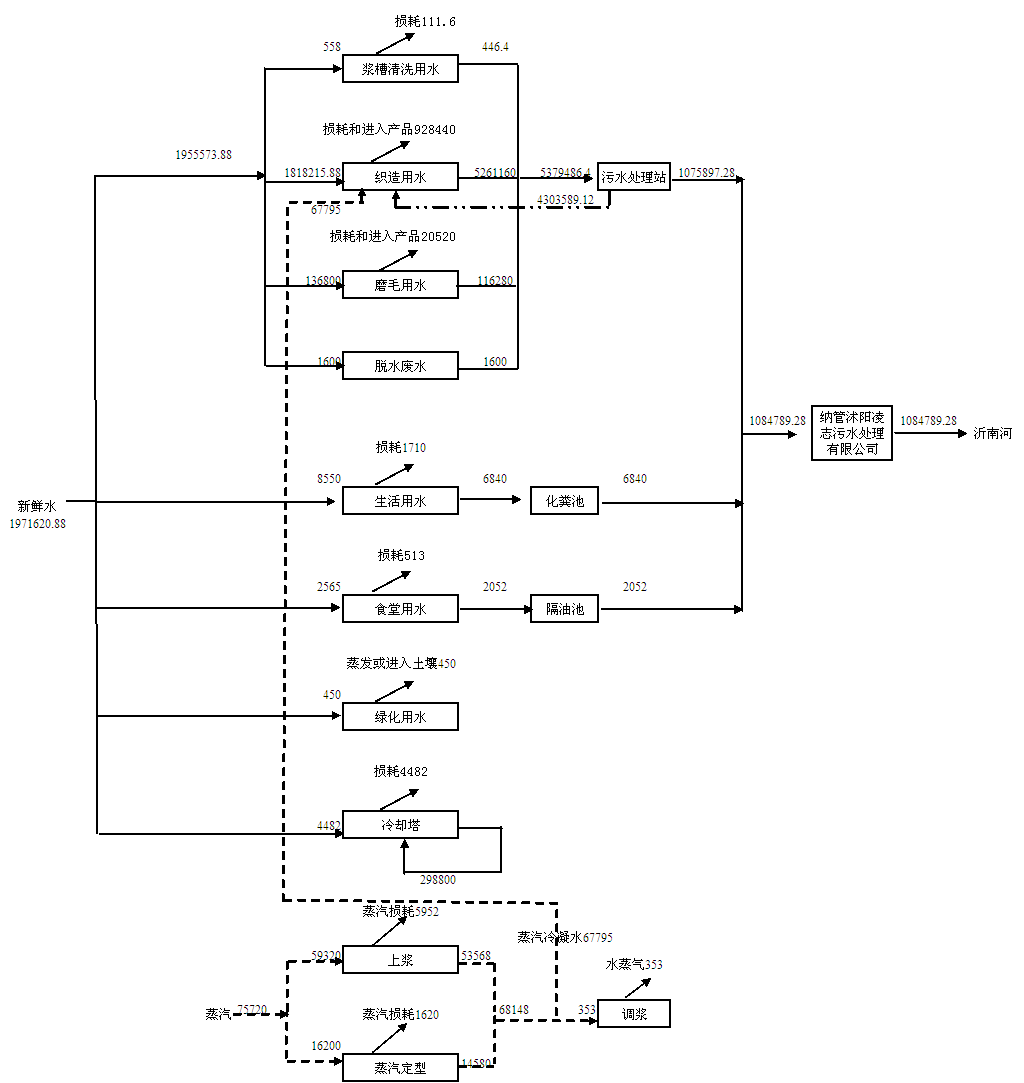 损耗111.6
558
446.4
浆槽清洗用水
损耗和进入产品928440
1955573.88
1818215.88
织造用水
5261160
5379486.4
污水处理站
1075897.28
67795
4303589.12
损耗和进入产品20520
136800
磨毛用水
116280
1600
脱水废水
1600
1084789.28
纳管沭阳凌
志污水处理
有限公司
1084789.28
沂南河
损耗1710
8550
生活用水
6840
化粪池
6840
新鲜水
1971620.88
损耗513
2565
食堂用水
2052
隔油池
2052
蒸发或进入土壤450
450
绿化用水
损耗4482
4482
冷却塔
298800
蒸汽损耗5952
59320
上浆
53568
蒸汽冷凝水67795
水蒸气353
蒸汽
75720
68148
353
调浆
蒸汽损耗1620
16200
蒸汽定型
14580